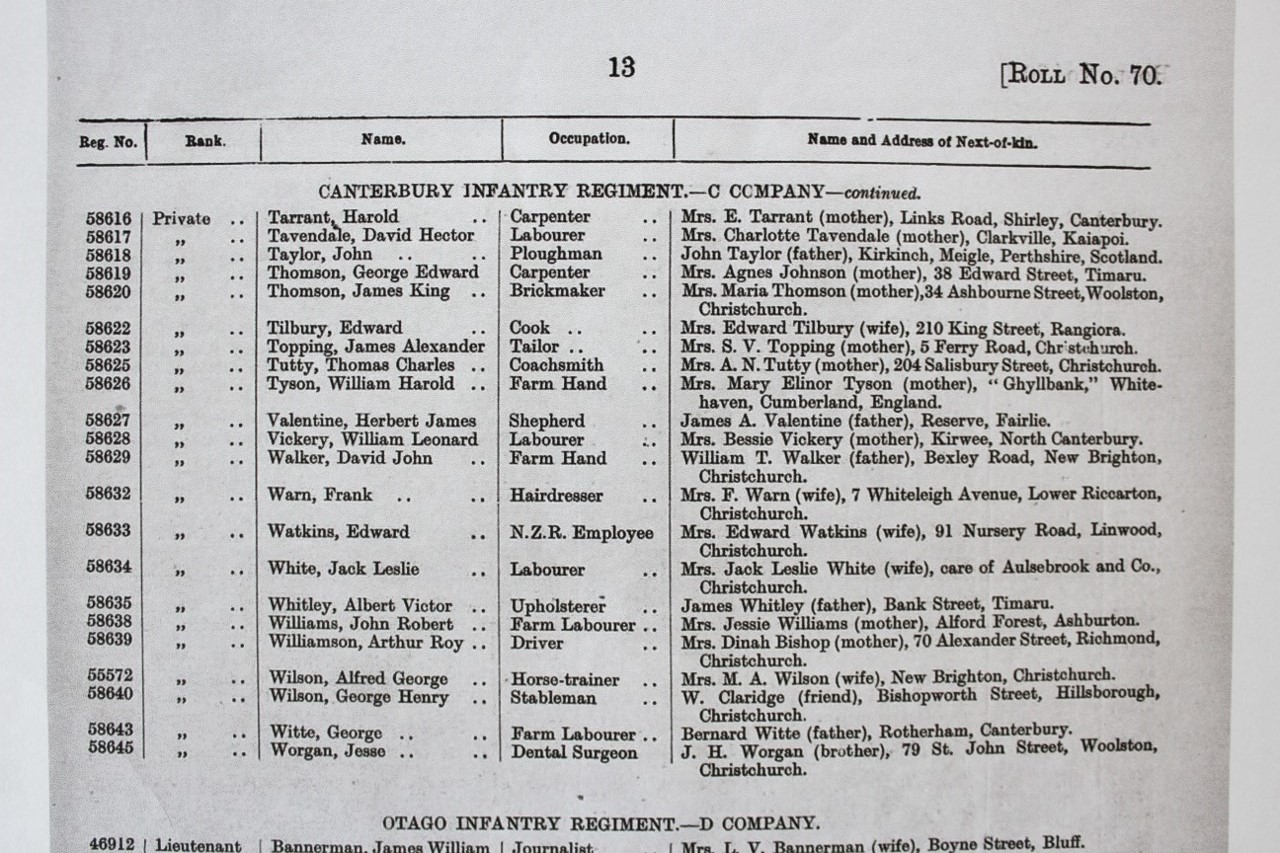 13
[ROLL No. 70.
Reg. No. Rank. Name. Occupation. Name and Address of Next-of-kin.
CANTERBURY INFANTRY REGIMENT.—C COMPANY—continued.
58616 Private .. Tarrant, Harold .. Carpenter .. Mrs. E. Tarrant (mother), Links Road, Shirley, Canterbury.
58617 „ .. Tavendale, David Hector Labourer .. Mrs. Charlotte Tavendale (mother), Clarkville, Kaiapoi.
58618 „ .. Taylor, John .. .. Ploughman .. John Taylor (father), Kirkinch, Meigle, Perthshire, Scotland.
58619 „ .. Thomson, George Edward Carpenter .. Mrs. Agnes Johnson (mother), 38 Edward Street, Timaru.
58620 „ .. Thomson, James King .. Brickmaker .. Mrs. Maria Thomson (mother), 34 Ashbourne Street, Woolston,
Christchurch.
58622 „ .. Tilbury, Edward .. Cook .. .. Mrs. Edward Tilbury (wife), 210 King Street, Rangiora.
58623 „ .. Topping, James Alexander Tailor .. .. Mrs. S. V. Topping (mother), 5 Ferry Road, Christchurch.
58625 „ .. Tutty, Thomas Charles .. Coachsmith .. Mrs. A. N. Tutty (mother), 204 Salisbury Street, Christchurch.
58626 „ .. Tyson, William Harold .. Farm Hand .. Mrs. Mary Elinor Tyson (mother), “Ghyllbank,” White-
haven, Cumberland, England.
58627 „ .. Valentine, Herbert James Shepherd .. James A. Valentine (father), Reserve, Fairlie.
58628 „ .. Vickery, William Leonard Labourer .. Mrs. Bessie Vickery (mother), Kirwee, North Canterbury.
58629 „ .. Walker, David John .. Farm Hand .. William T. Walker (father), Bexley Road, New Brighton,
Christchurch.
58632 „ .. Warn, Frank .. .. Hairdresser .. Mrs. F. Warn (wife), 7 Whiteleigh Avenue, Lower Riccarton,
Christchurch.
58633 „ .. Watkins, Edward .. N.Z.R. Employee Mrs. Edward Watkins (wife), 91 Nursery Road, Linwood,
Christchurch.
58634 „ .. White, Jack Leslie .. Labourer .. Mrs. Jack Leslie White (wife), care of Aulsebrook and Co.,
Christchurch.
58635 „ .. Whitley, Albert Victor .. Upholsterer .. James Whitley (father), Bank Street, Timaru.
58638 „ .. Williams, John Robert .. Farm Labourer .. Mrs. Jessie Williams (mother), Alford Forest, Ashburton.
58639 „ .. Williamson, Arthur Roy .. Driver .. Mrs. Dinah Bishop (mother), 70 Alexander Street, Richmond,
Christchurch.
55572 „ .. Wilson, Alfred George .. Horse-trainer .. Mrs. M. A. Wilson (wife), New Brighton, Christchurch.
58640 „ .. Wilson, George Henry .. Stableman .. W. Claridge (friend), Bishopworth Street, Hillsborough,
Christchurch.
58643 „ .. Witte, George .. .. Farm Labourer .. Bernard Witte (father), Rotherham, Canterbury.
58645 „ .. Worgan, Jesse .. .. Dental Surgeon J. H. Worgan (brother), 79 St. John Street, Woolston,
Christchurch.
OTAGO INFANTRY REGIMENT.—D COMPANY.
46912 Lieutenant Bannerman, James William Journalist .. Mrs. L. V. Bannerman (wife), Boyne Street, Bluff.